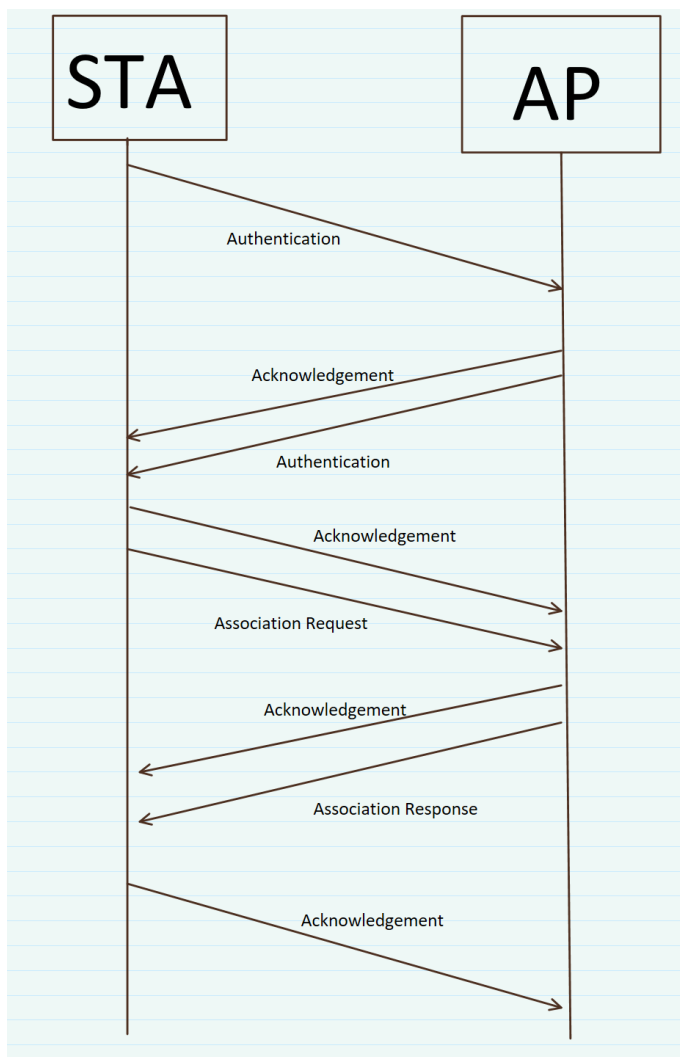 STA
AP
Authentication
Acknowledgement
Authentication
Acknowledgement
Association Request
Acknowledgement
Association Response
Acknowledgement